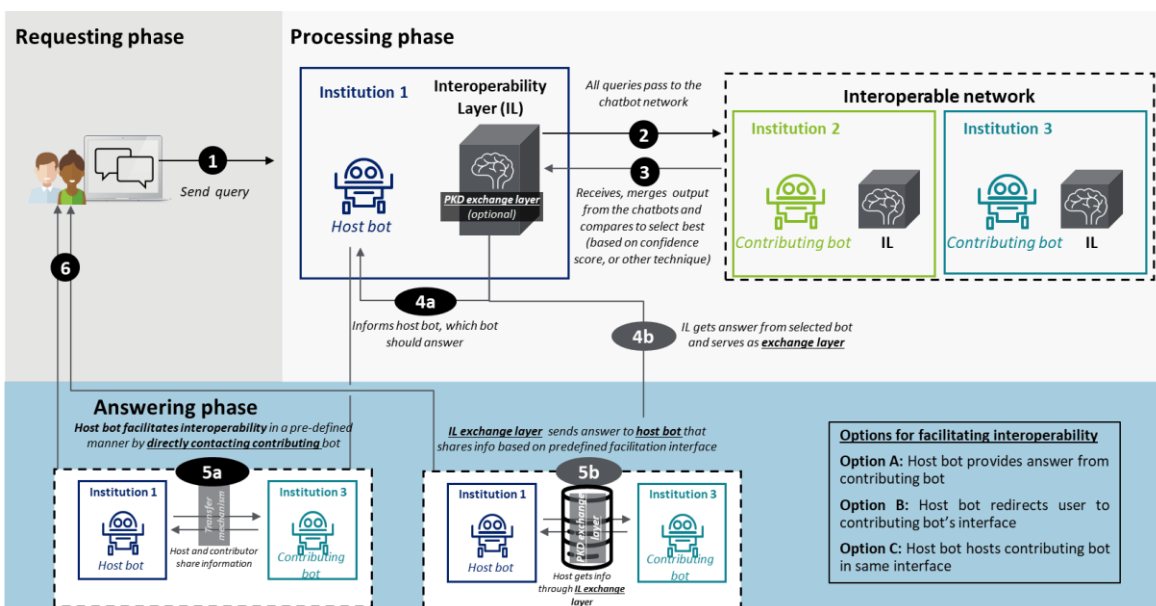 Requesting phase
Processing phase
1
Send query
6
Institution 1
Interoperability
Layer (IL)
PKD exchange layer
(optional)
Host bot
All queries pass to the
chatbot network
2
3
Receives, merges output
from the chatbots and
compares to select best
(based on confidence
score, or other technique)
Interoperable network
Institution 2
Contributing bot
IL
Institution 3
Contributing bot
IL
4a
Informs host bot, which bot
should answer
4b
IL gets answer from selected bot
and serves as exchange layer
Answering phase
Host bot facilitates interoperability in a pre-defined
manner by directly contacting contributing bot
5a
Institution 1
Host bot
Transfer
mechanism
Host and contributor
share information
Institution 3
Contributing
bot
IL exchange layer sends answer to host bot that
shares info based on predefined facilitation interface
5b
Institution 1
Host bot
PKD exchange
layer
Host gets info
through IL exchange
layer
Institution 3
Contributing
bot
Options for facilitating interoperability
Option A: Host bot provides answer from
contributing bot
Option B: Host bot redirects user to
contributing bot's interface
Option C: Host bot hosts contributing bot
in same interface